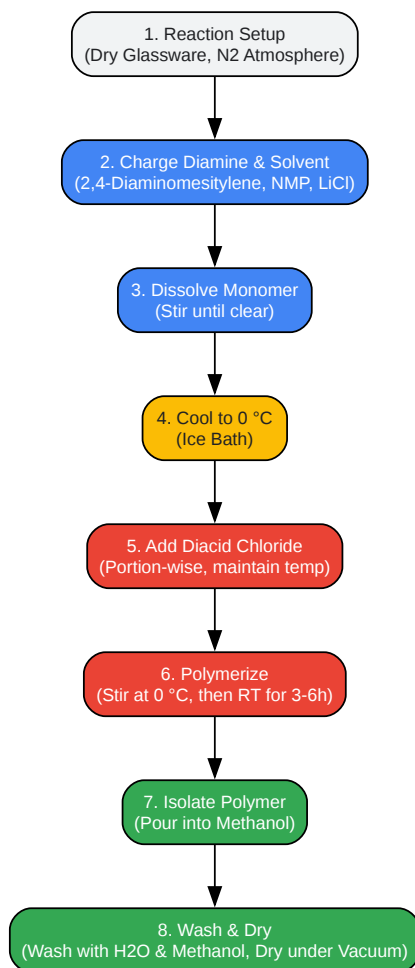 1. Reaction Setup
(Dry Glassware, N2 Atmosphere)
2. Charge Diamine & Solvent
(2,4-Diaminomesitylene, NMP, LiCl)
3. Dissolve Monomer
(Stir until clear)
4. Cool to 0 °C
(Ice Bath)
5. Add Diacid Chloride
(Portion-wise, maintain temp)
6. Polymerize
(Stir at 0 °C, then RT for 3-6h)
7. Isolate Polymer
(Pour into Methanol)
8. Wash & Dry
(Wash with H2O & Methanol, Dry under Vacuum)